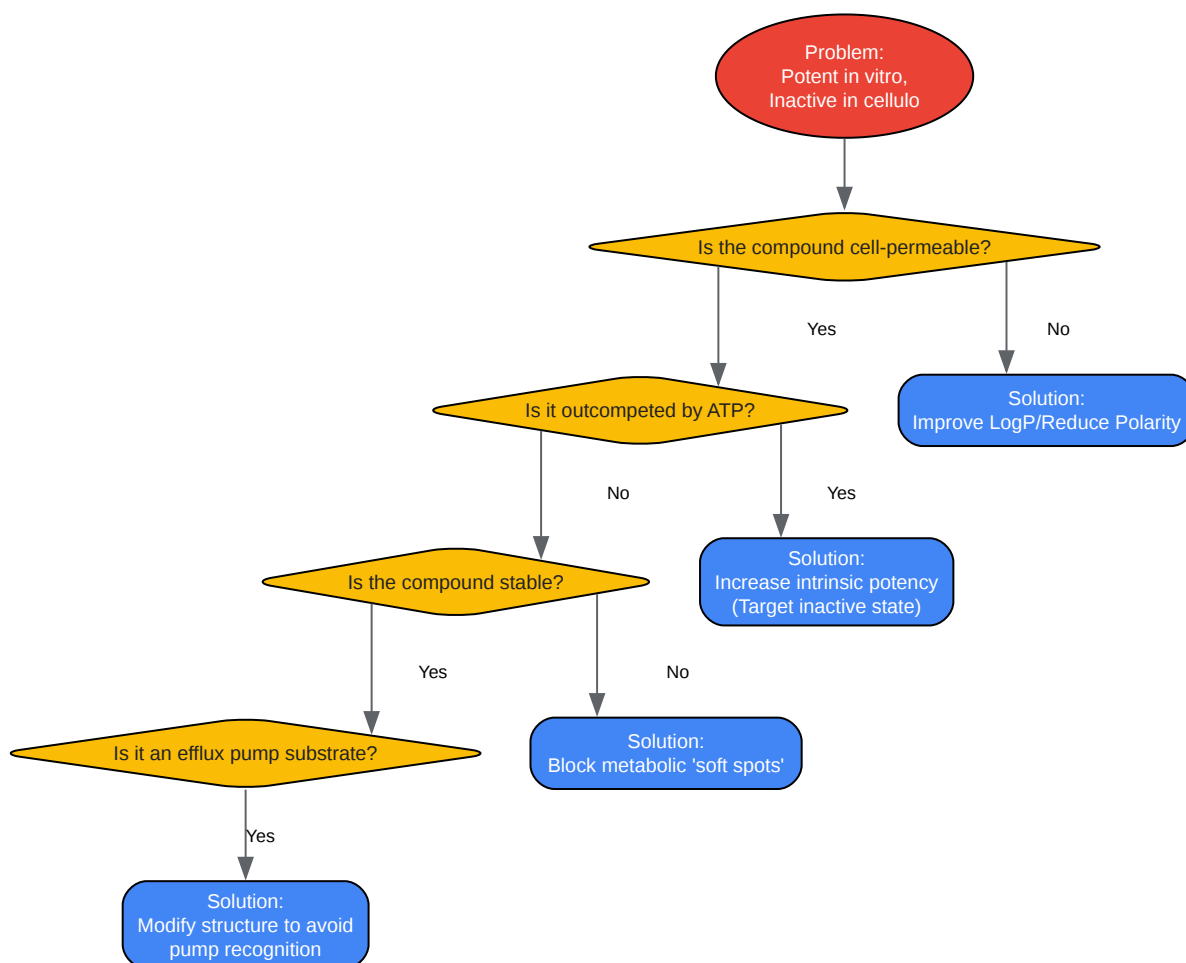 Problem:
Potent in vitro,
Inactive in cellulo
Is the compound cell-permeable?
Yes
No
Solution:
Improve LogP/Reduce Polarity
Is it outcompeted by ATP?
No
Yes
Solution:
Increase intrinsic potency
(Target inactive state)
Is the compound stable?
Yes
No
Solution:
Block metabolic 'soft spots'
Is it an efflux pump substrate?
Yes
Solution:
Modify structure to avoid
pump recognition